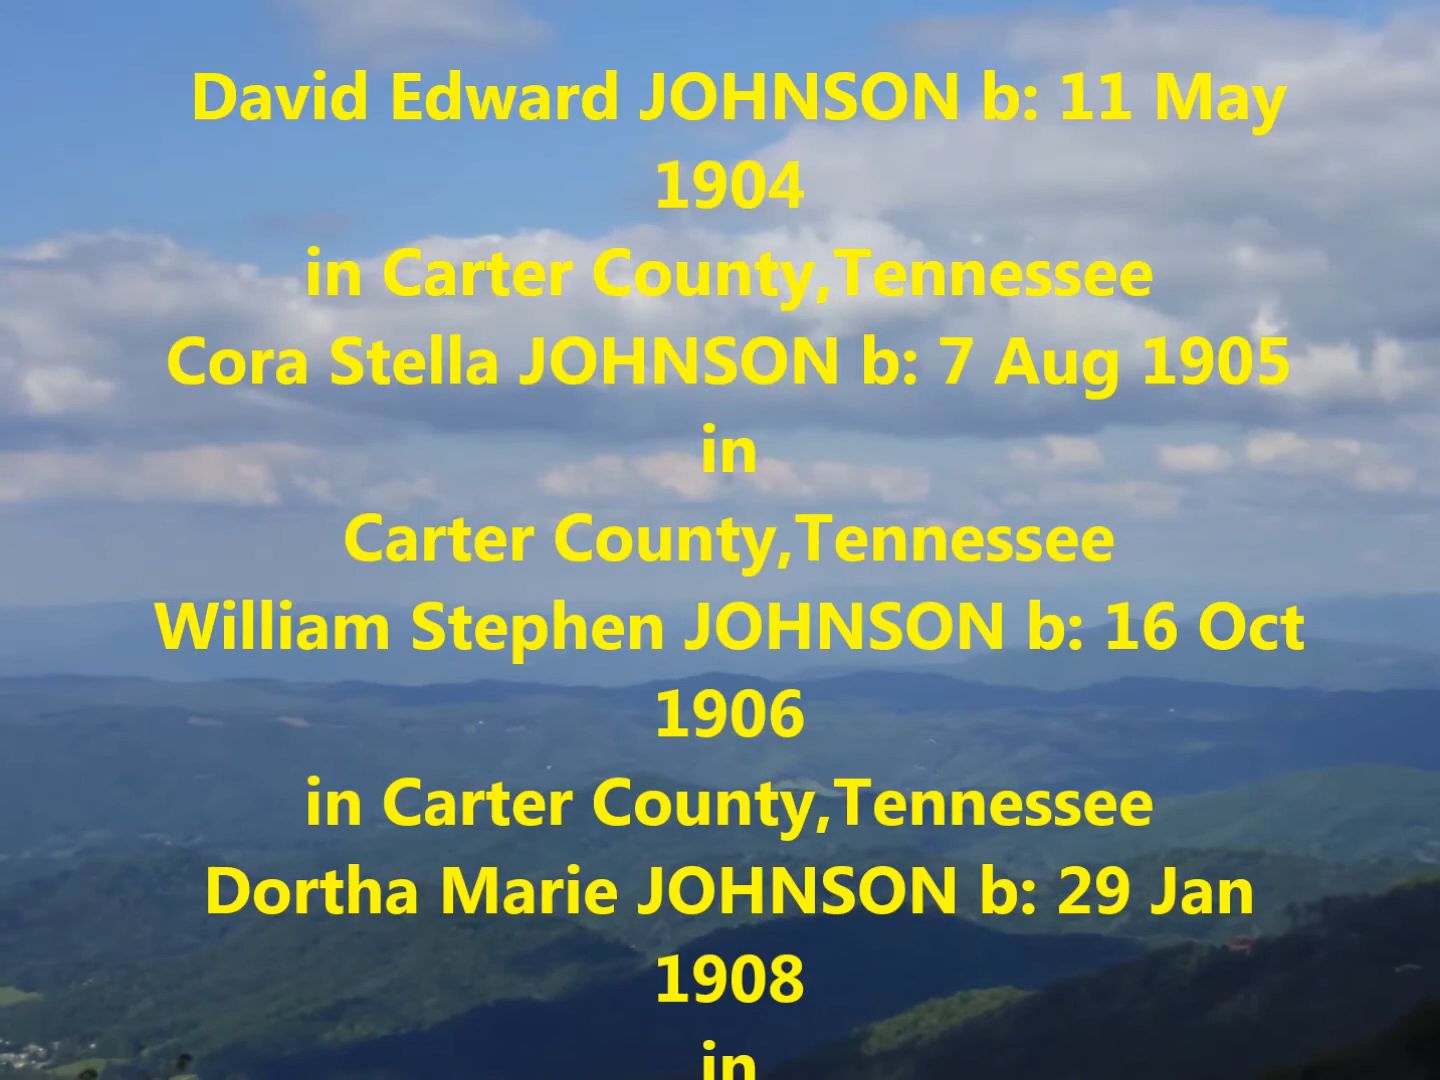 David Edward JOHNSON b: 11 May
1904
in Carter County,Tennessee
Cora Stella JOHNSON b: 7 Aug 1905
in
Carter County,Tennessee
William Stephen JOHNSON b: 16 Oct
1906
in Carter County,Tennessee
Dortha Marie JOHNSON b: 29 Jan
1908
in